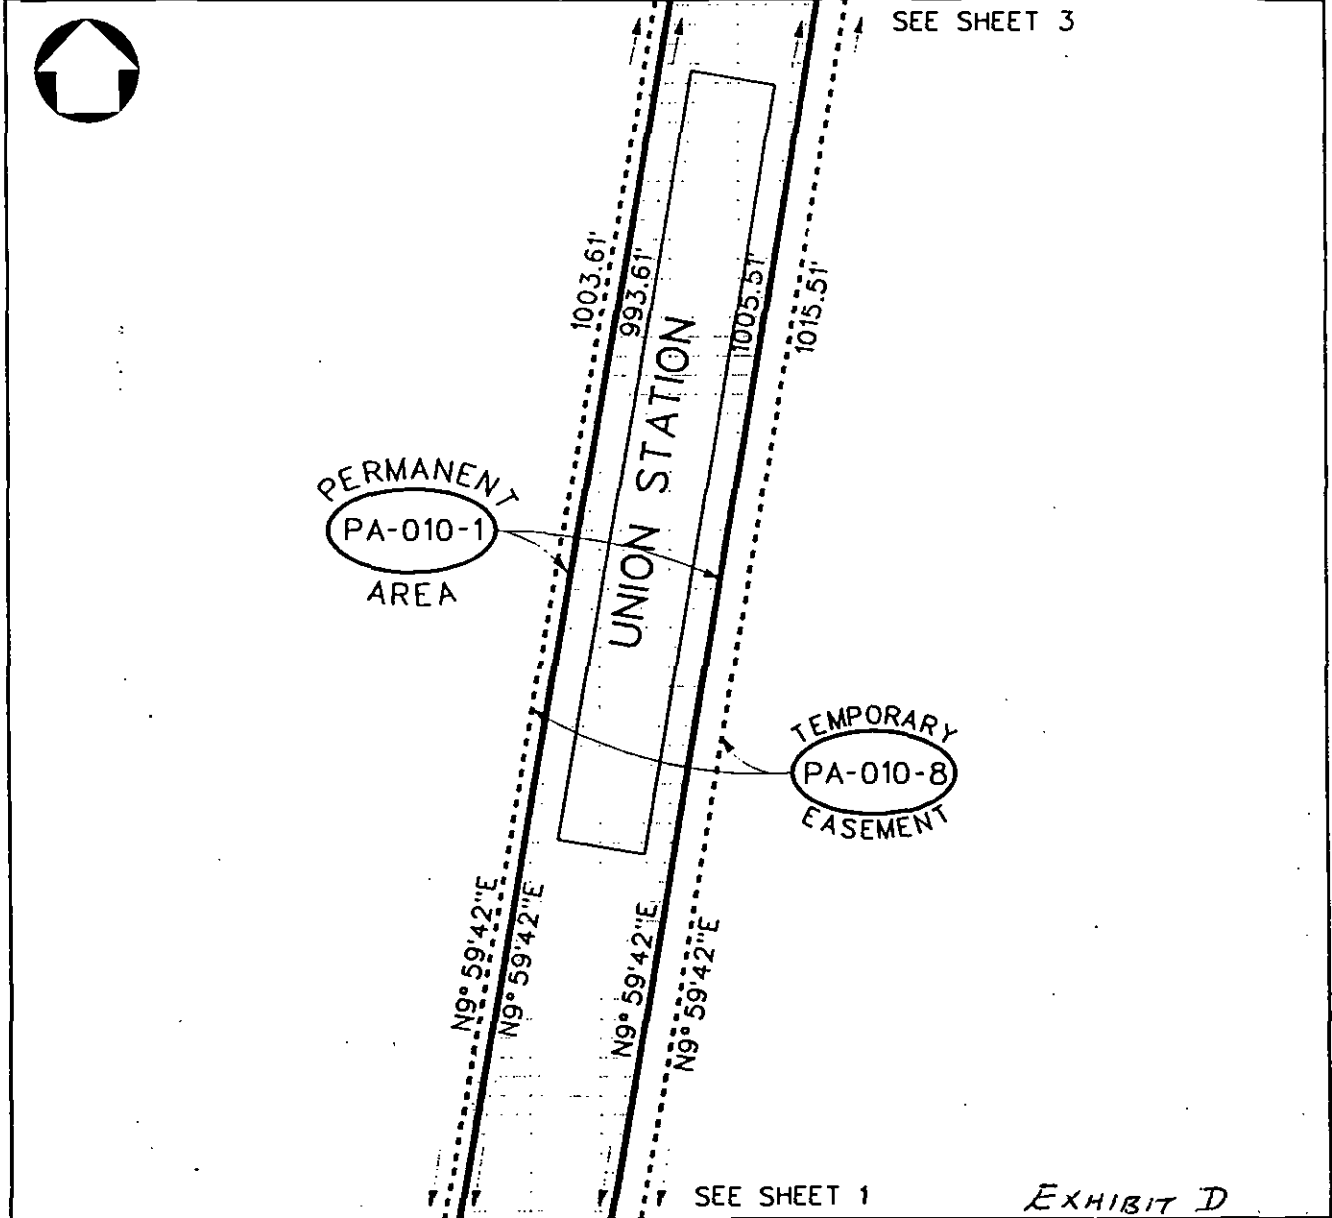 SEE SHEET 3
1003.61'
993.61'
1005.51'
1015.51'
UNION STATION
PERMANENT
PA-010-1
AREA
TEMPORARY
PA-010-8
EASEMENT
N9°59'42"E
N9°59'42"E
N9°59'42"E
N9°59'42"E
SEE SHEET 1
EXHIBIT D